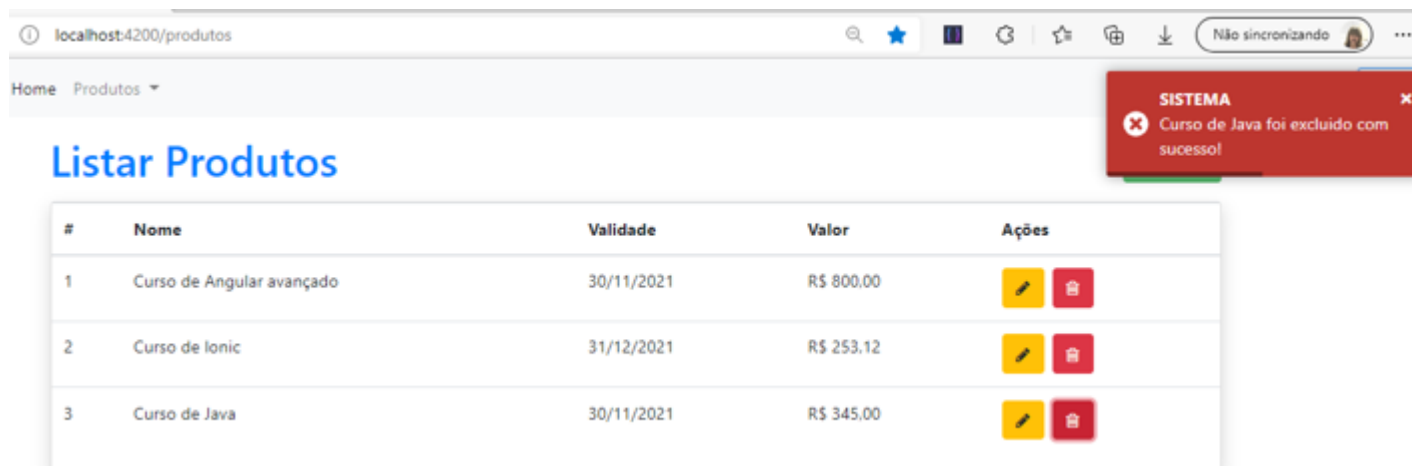 localhost:4200/produtos
Não sincronizando
Home Produtos
SISTEMA
Curso de Java foi excluido com
sucesso!
Listar Produtos
# Nome Validade Valor Ações
1 Curso de Angular avançado 30/11/2021 R$ 800,00
2 Curso de Ionic 31/12/2021 R$ 253,12
3 Curso de Java 30/11/2021 R$ 345,00